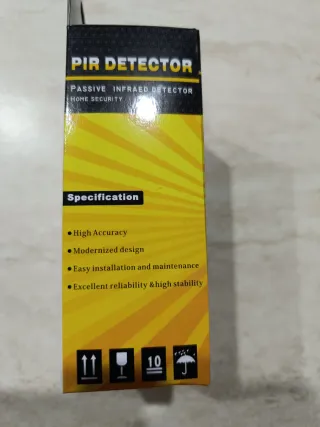 PIR DETECTOR
PASSIVE INFRAED DETECTOR
HOME SECURITY
Specification
• High Accuracy
• Modernized design
• Easy installation and maintenance
• Excellent reliability &high stability
10